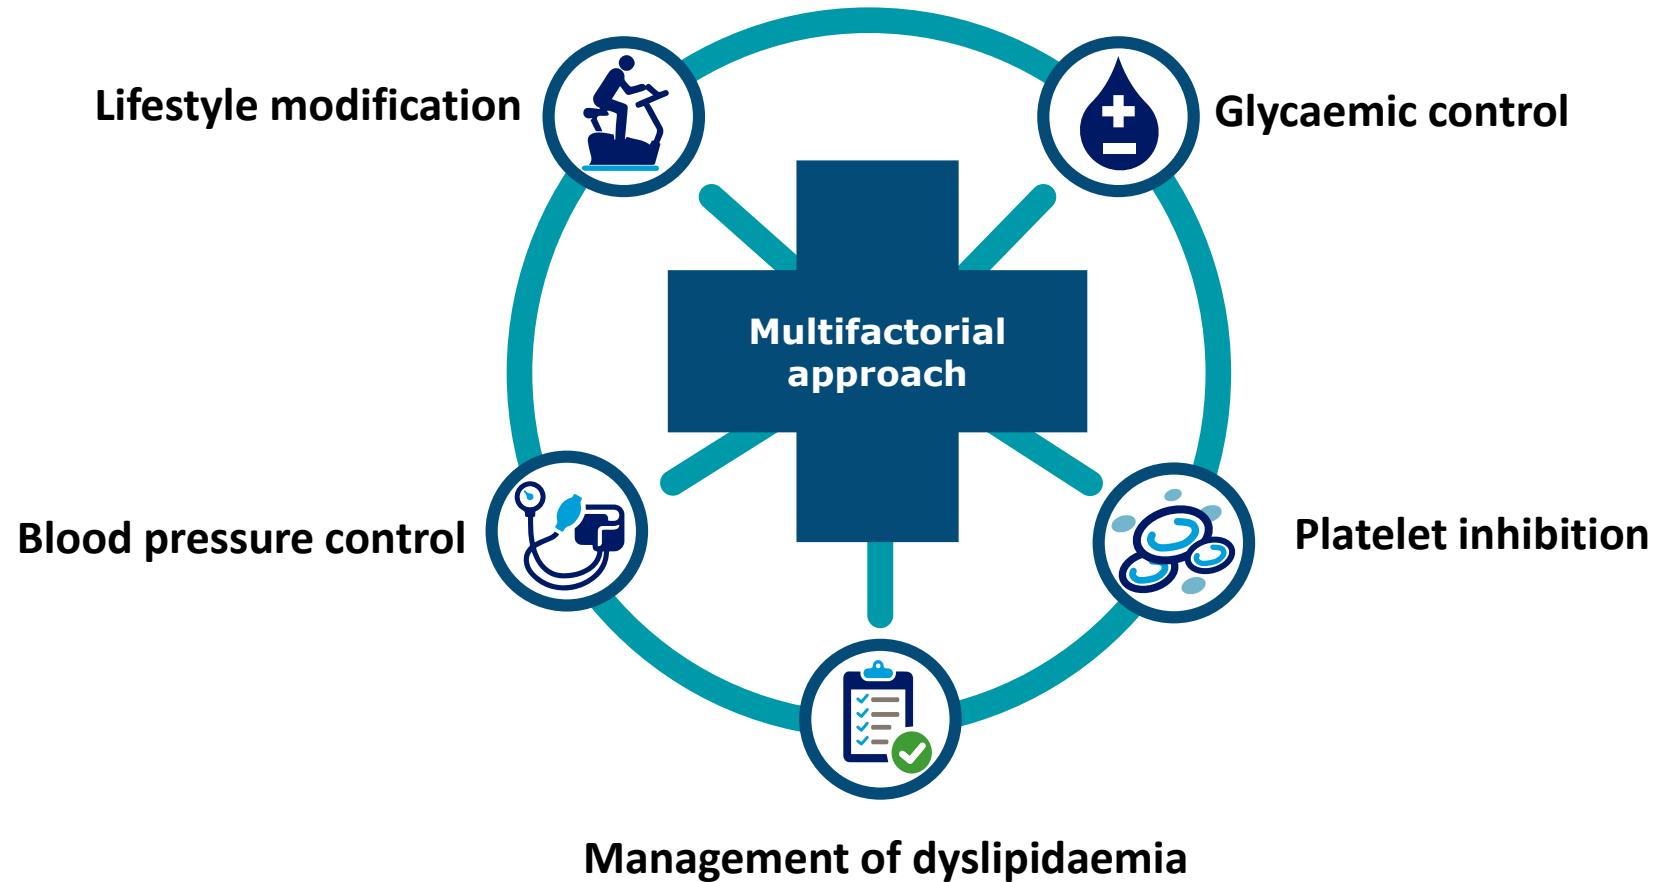 Lifestyle modification
Glycaemic control
Multifactorial
approach
Blood pressure control
Platelet inhibition
Management of dyslipidaemia